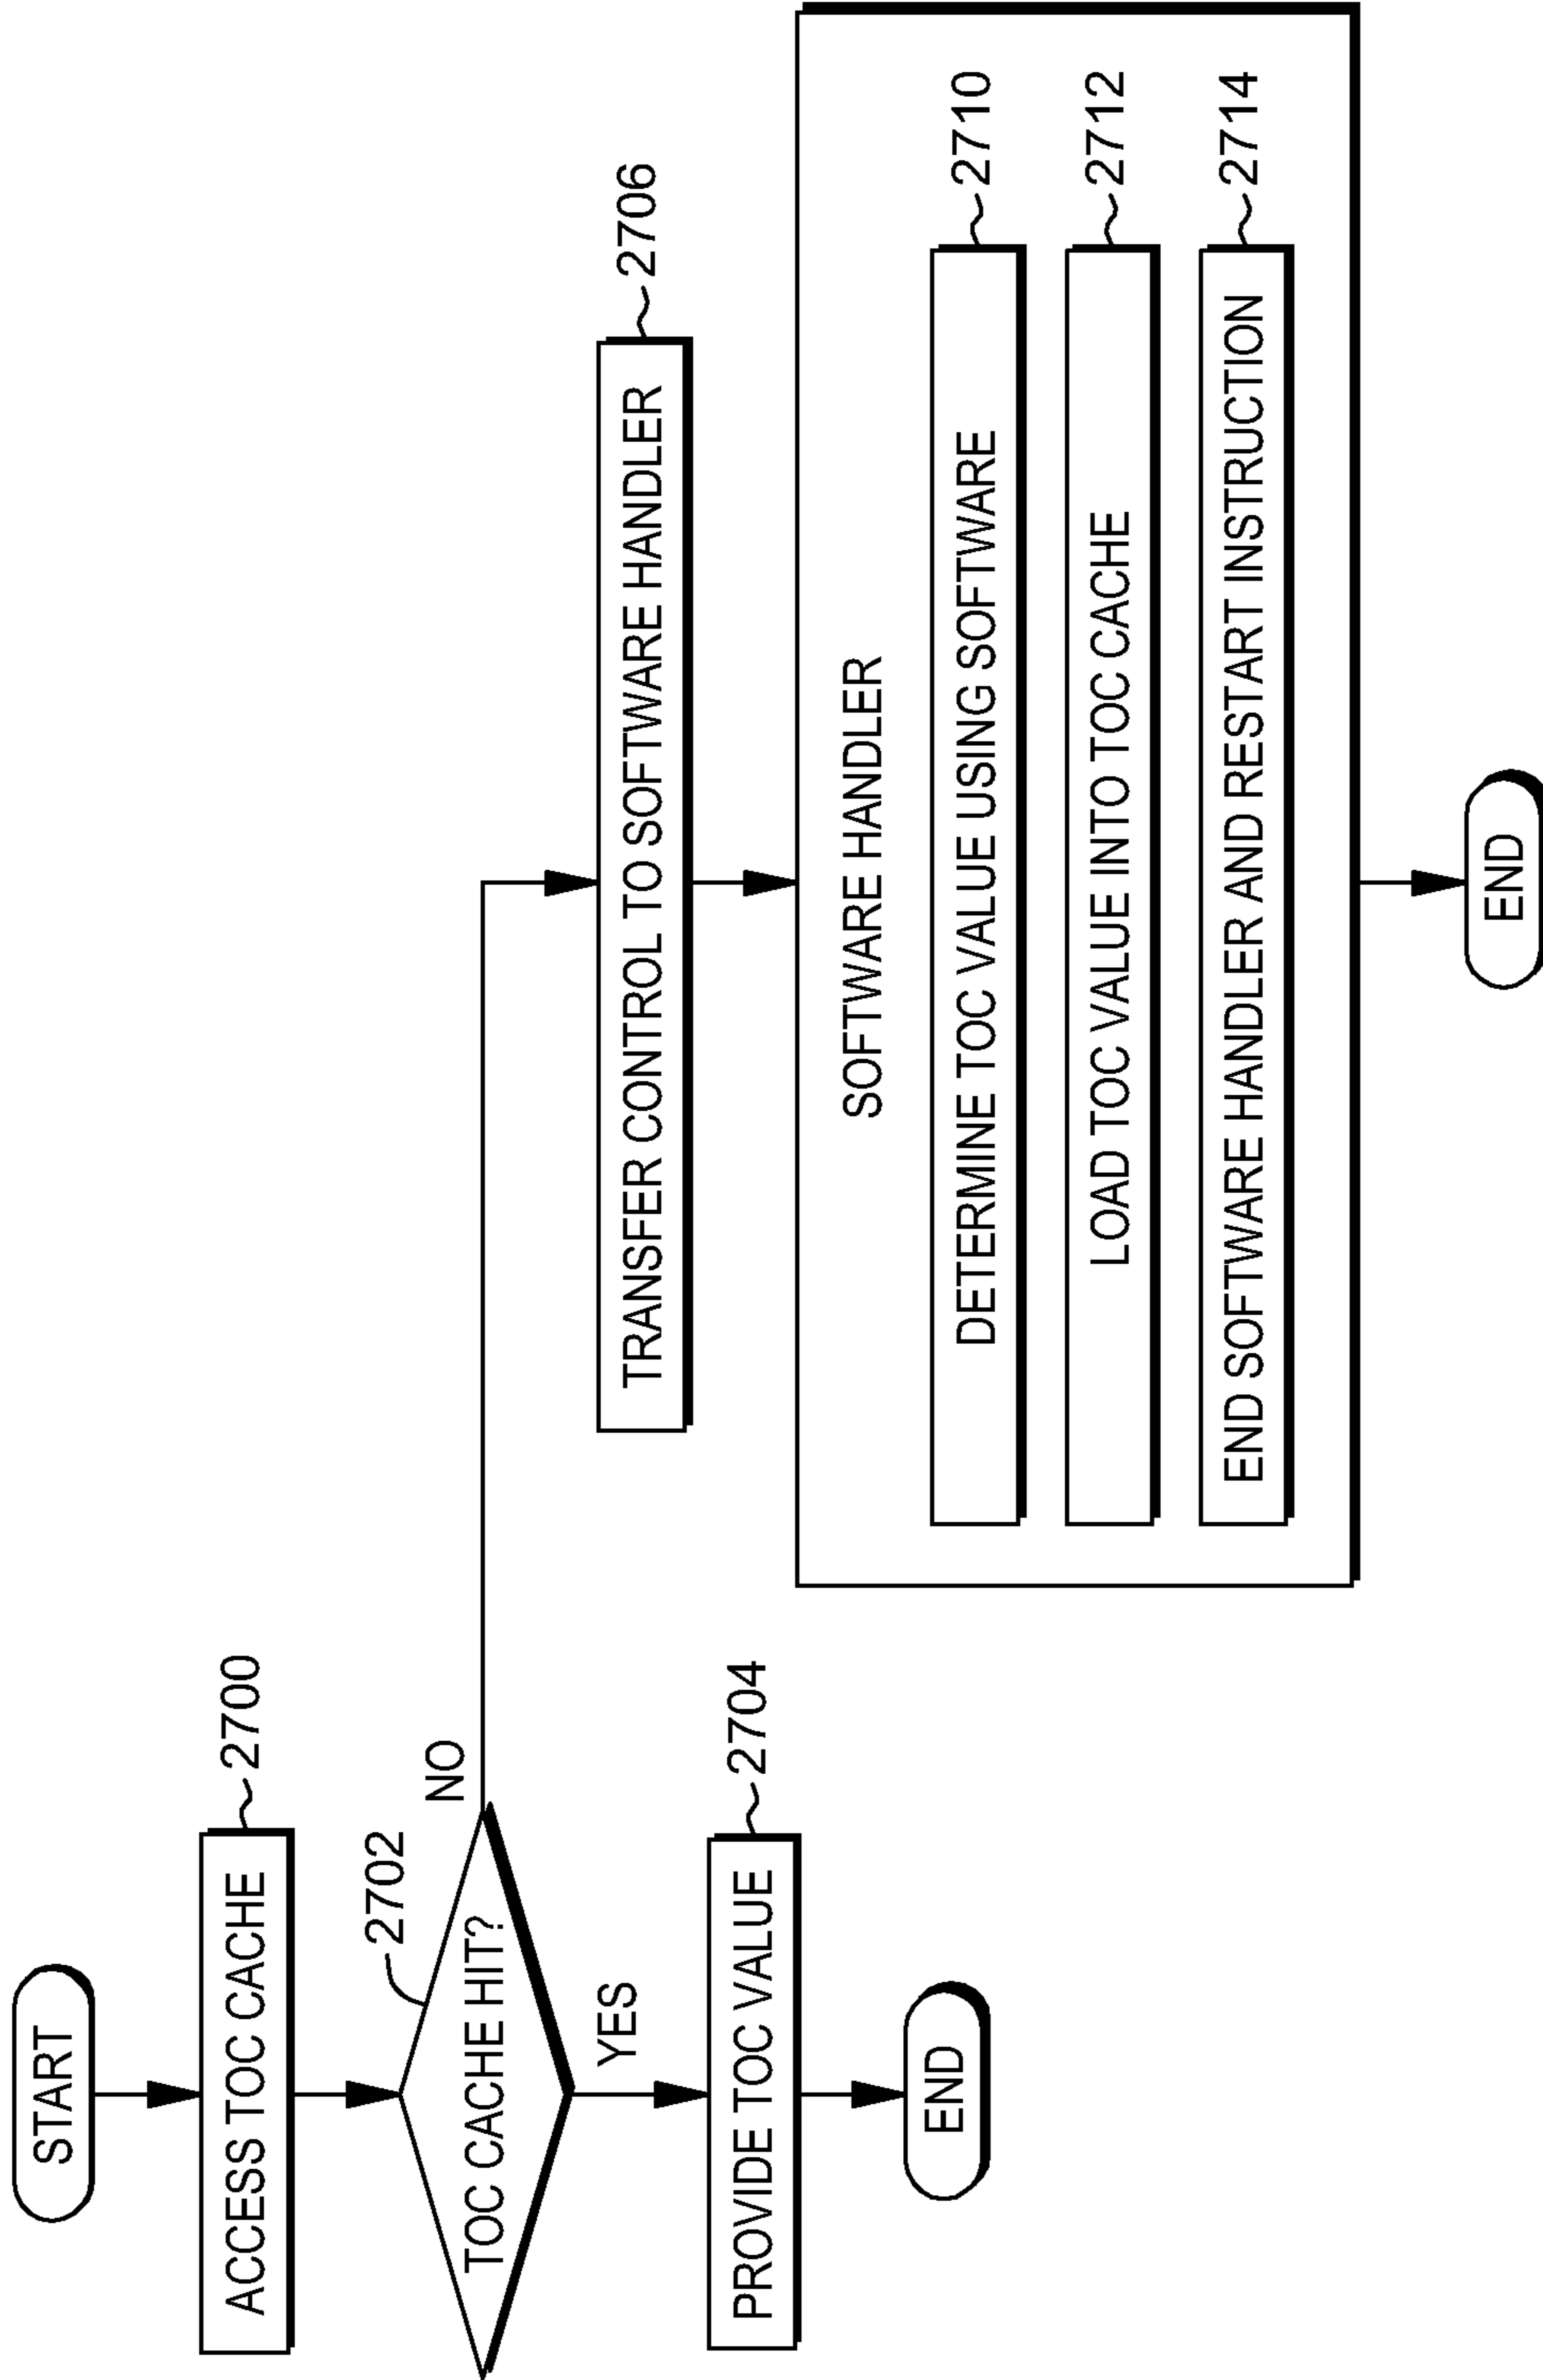 START
ACCESS TOC CACHE
2700
TOC CACHE HIT?
2702
NO
YES
PROVIDE TOC VALUE
2704
END
TRANSFER CONTROL TO SOFTWARE HANDLER
2706
SOFTWARE HANDLER
DETERMINE TOC VALUE USING SOFTWARE
2710
LOAD TOC VALUE INTO TOC CACHE
2712
END SOFTWARE HANDLER AND RESTART INSTRUCTION
2714
END